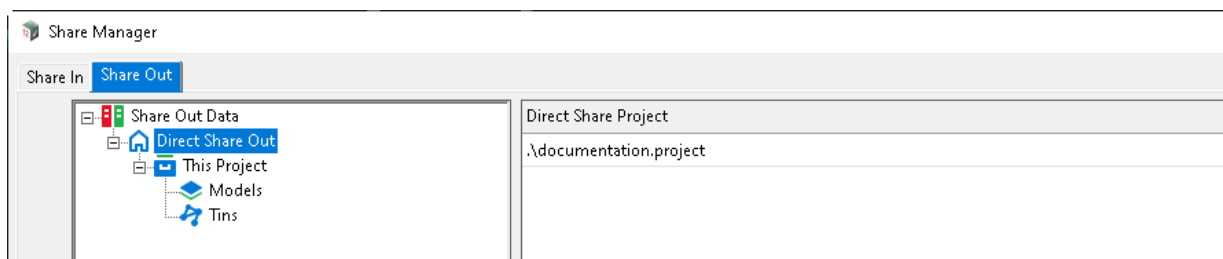 Share Manager
Share In
Share Out
Share Out Data
Direct Share Out
This Project
Models
Tins
Direct Share Project
.\documentation.project